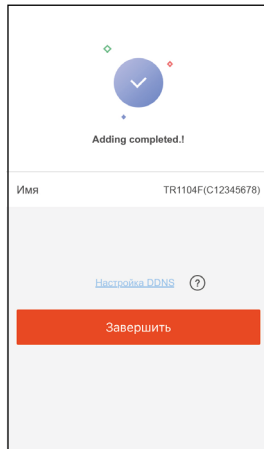 Adding completed.!
Имя TR1104F(C12345678)
Настройка DDNS ?
Завершить